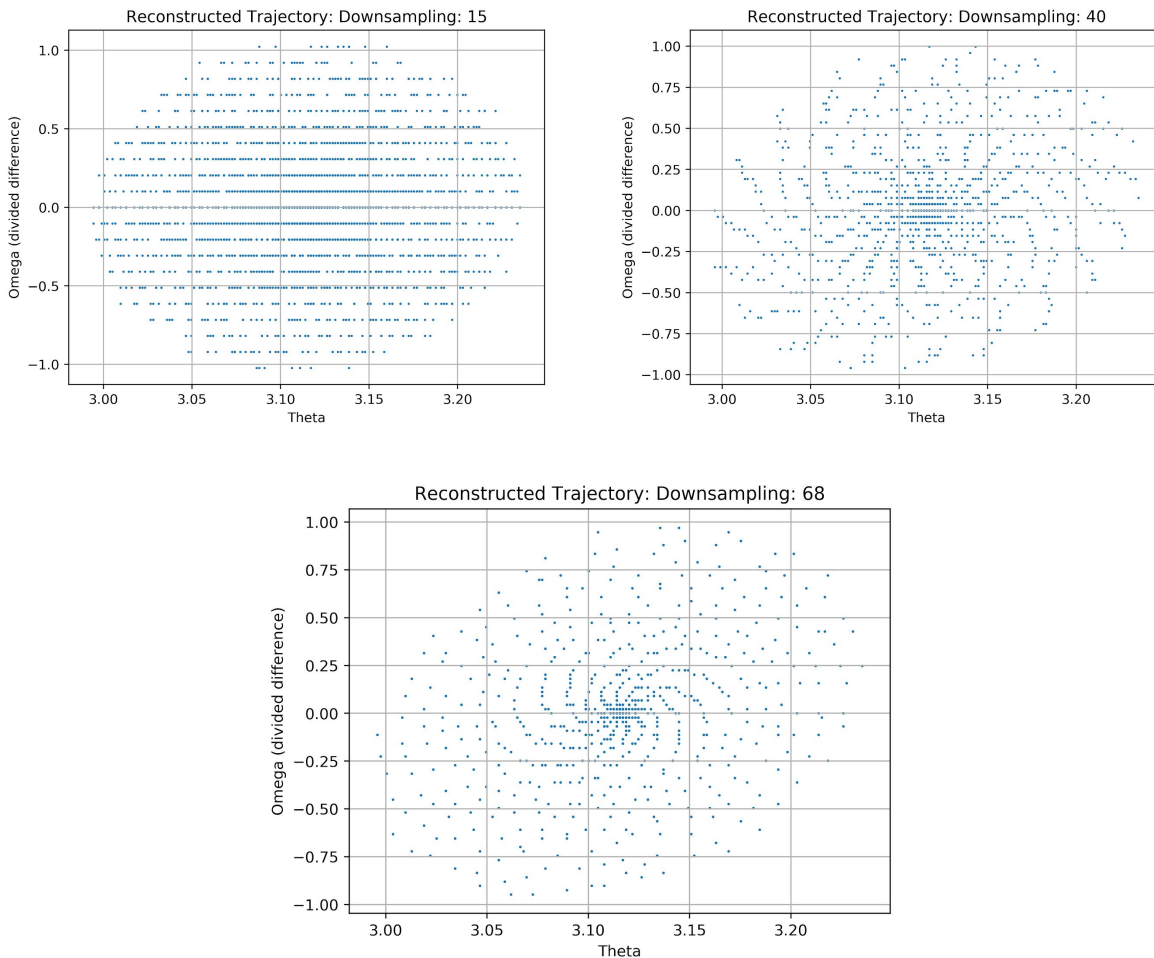 Reconstructed Trajectory: Downsampling: 15
1.0
0.5
0.0
−0.5
−1.0
Omega (divided difference)
3.00 3.05 3.10 3.15 3.20
Theta
Reconstructed Trajectory: Downsampling: 40
1.00
0.75
0.50
0.25
0.00
−0.25
−0.50
−0.75
−1.00
Omega (divided difference)
3.00 3.05 3.10 3.15 3.20
Theta
Reconstructed Trajectory: Downsampling: 68
1.00
0.75
0.50
0.25
0.00
−0.25
−0.50
−0.75
−1.00
Omega (divided difference)
3.00 3.05 3.10 3.15 3.20
Theta